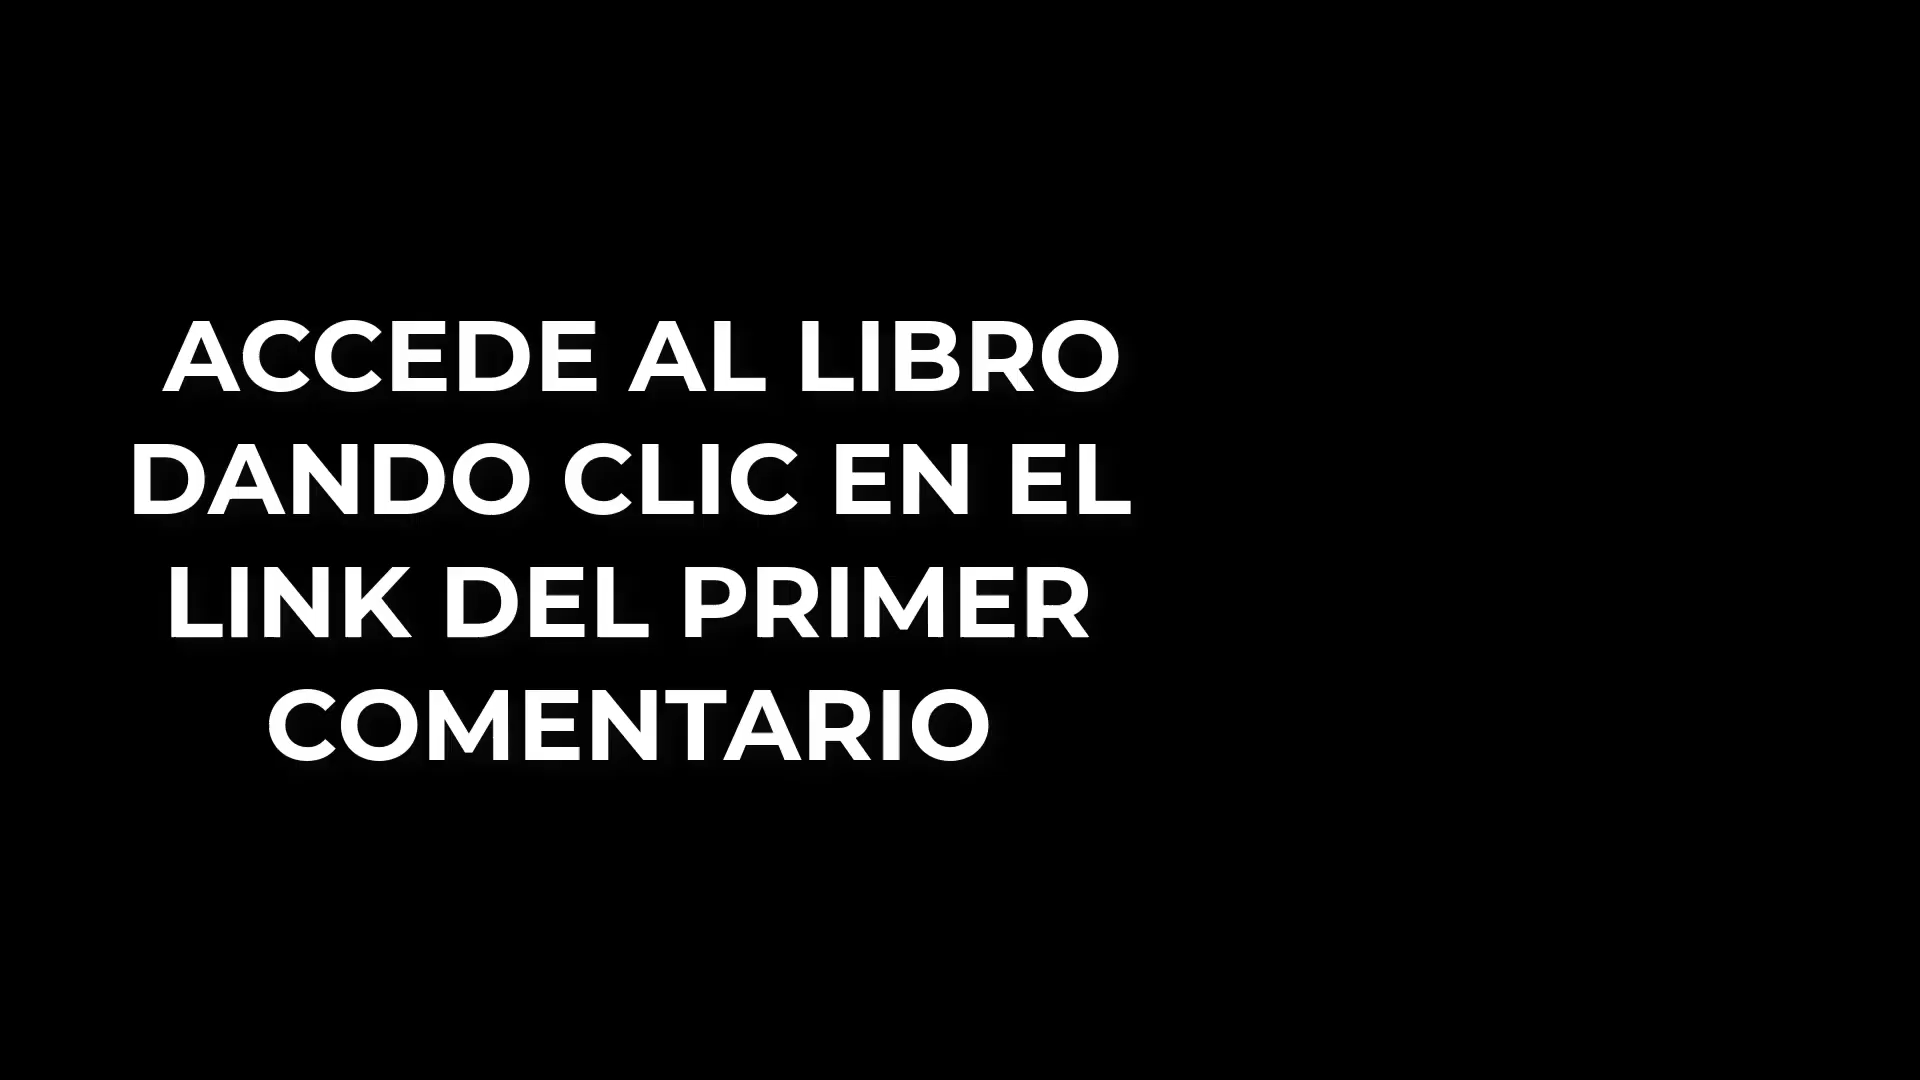 ACCEDE AL LIBRO
DANDO CLIC EN EL
LINK DEL PRIMER
COMENTARIO